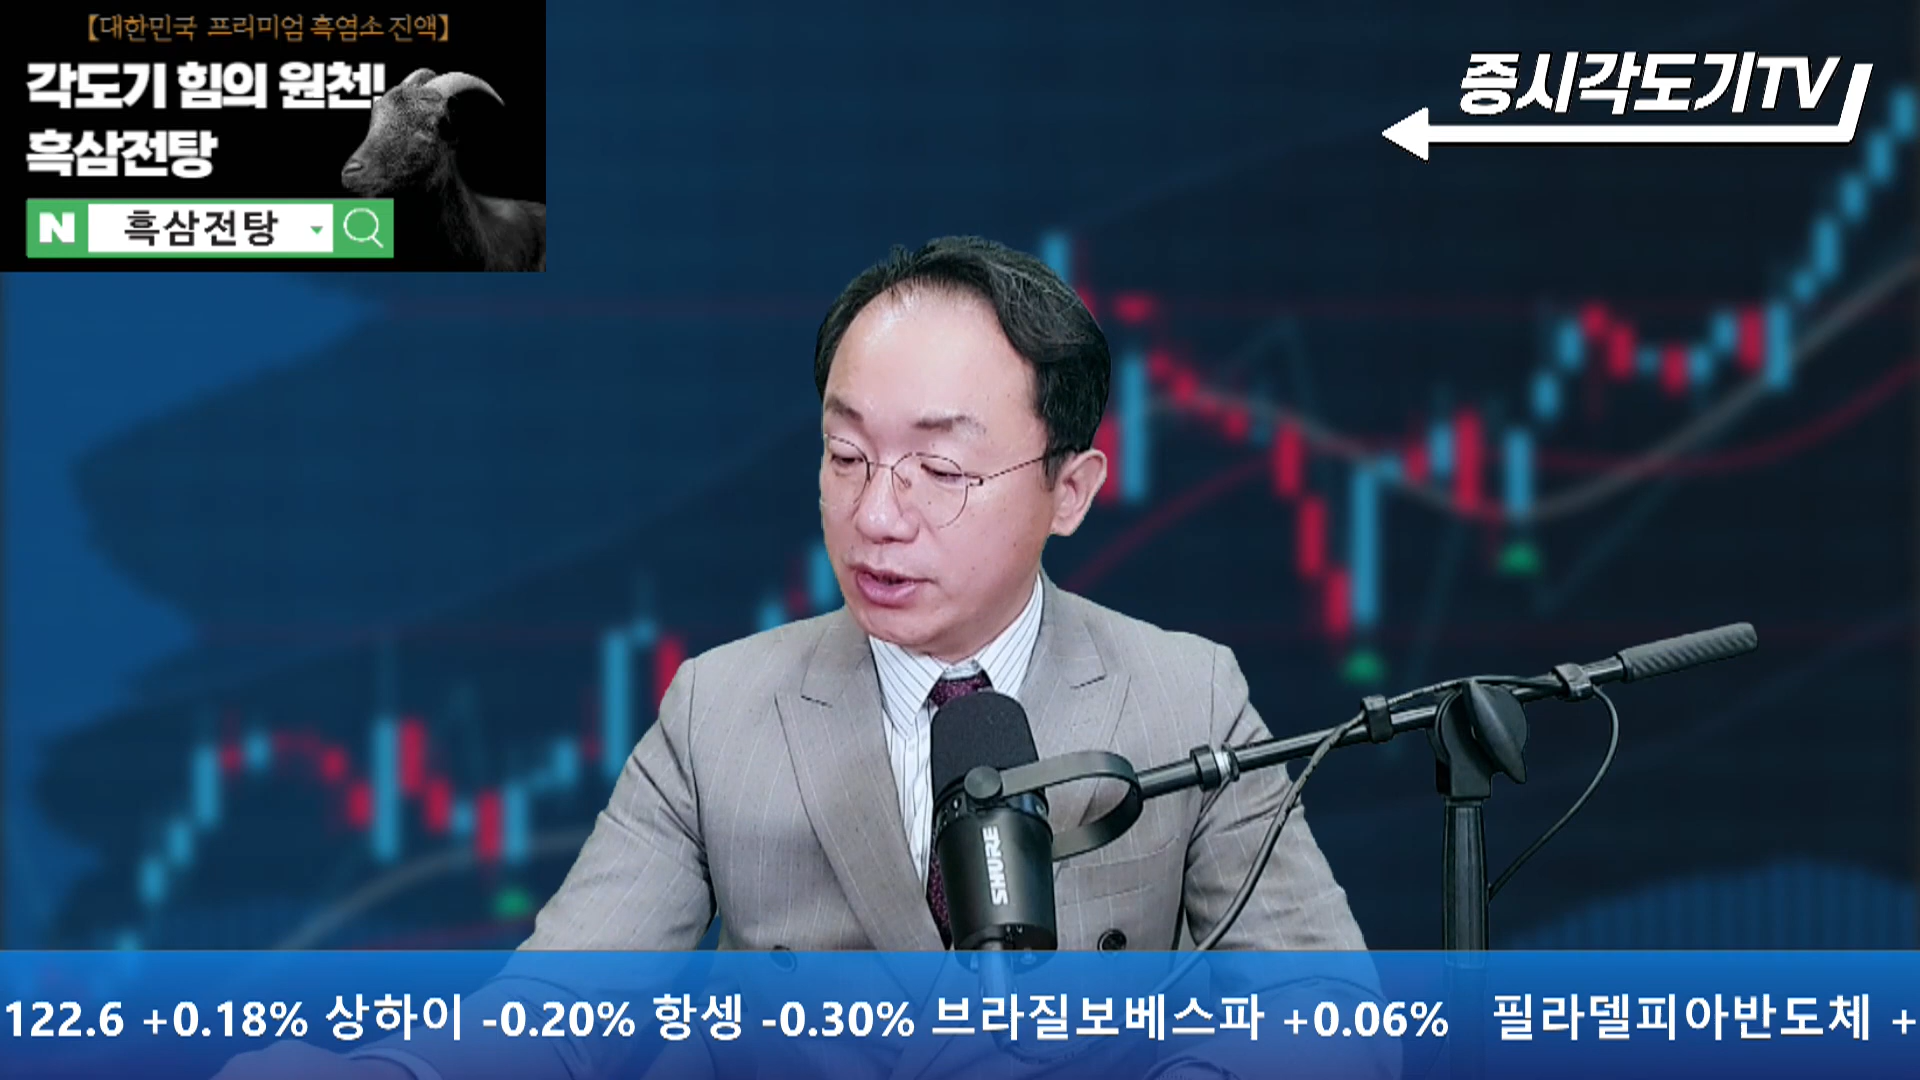 【대한민국 프리미엄 흑염소 진액】
각도기 힘의 원천!
흑삼전탕
N 흑삼전탕
증시각도기TV
SHURE
122.6 +0.18% 상하이 -0.20% 항셍 -0.30% 브라질보베스파 +0.06% 필라델피아반도체 +